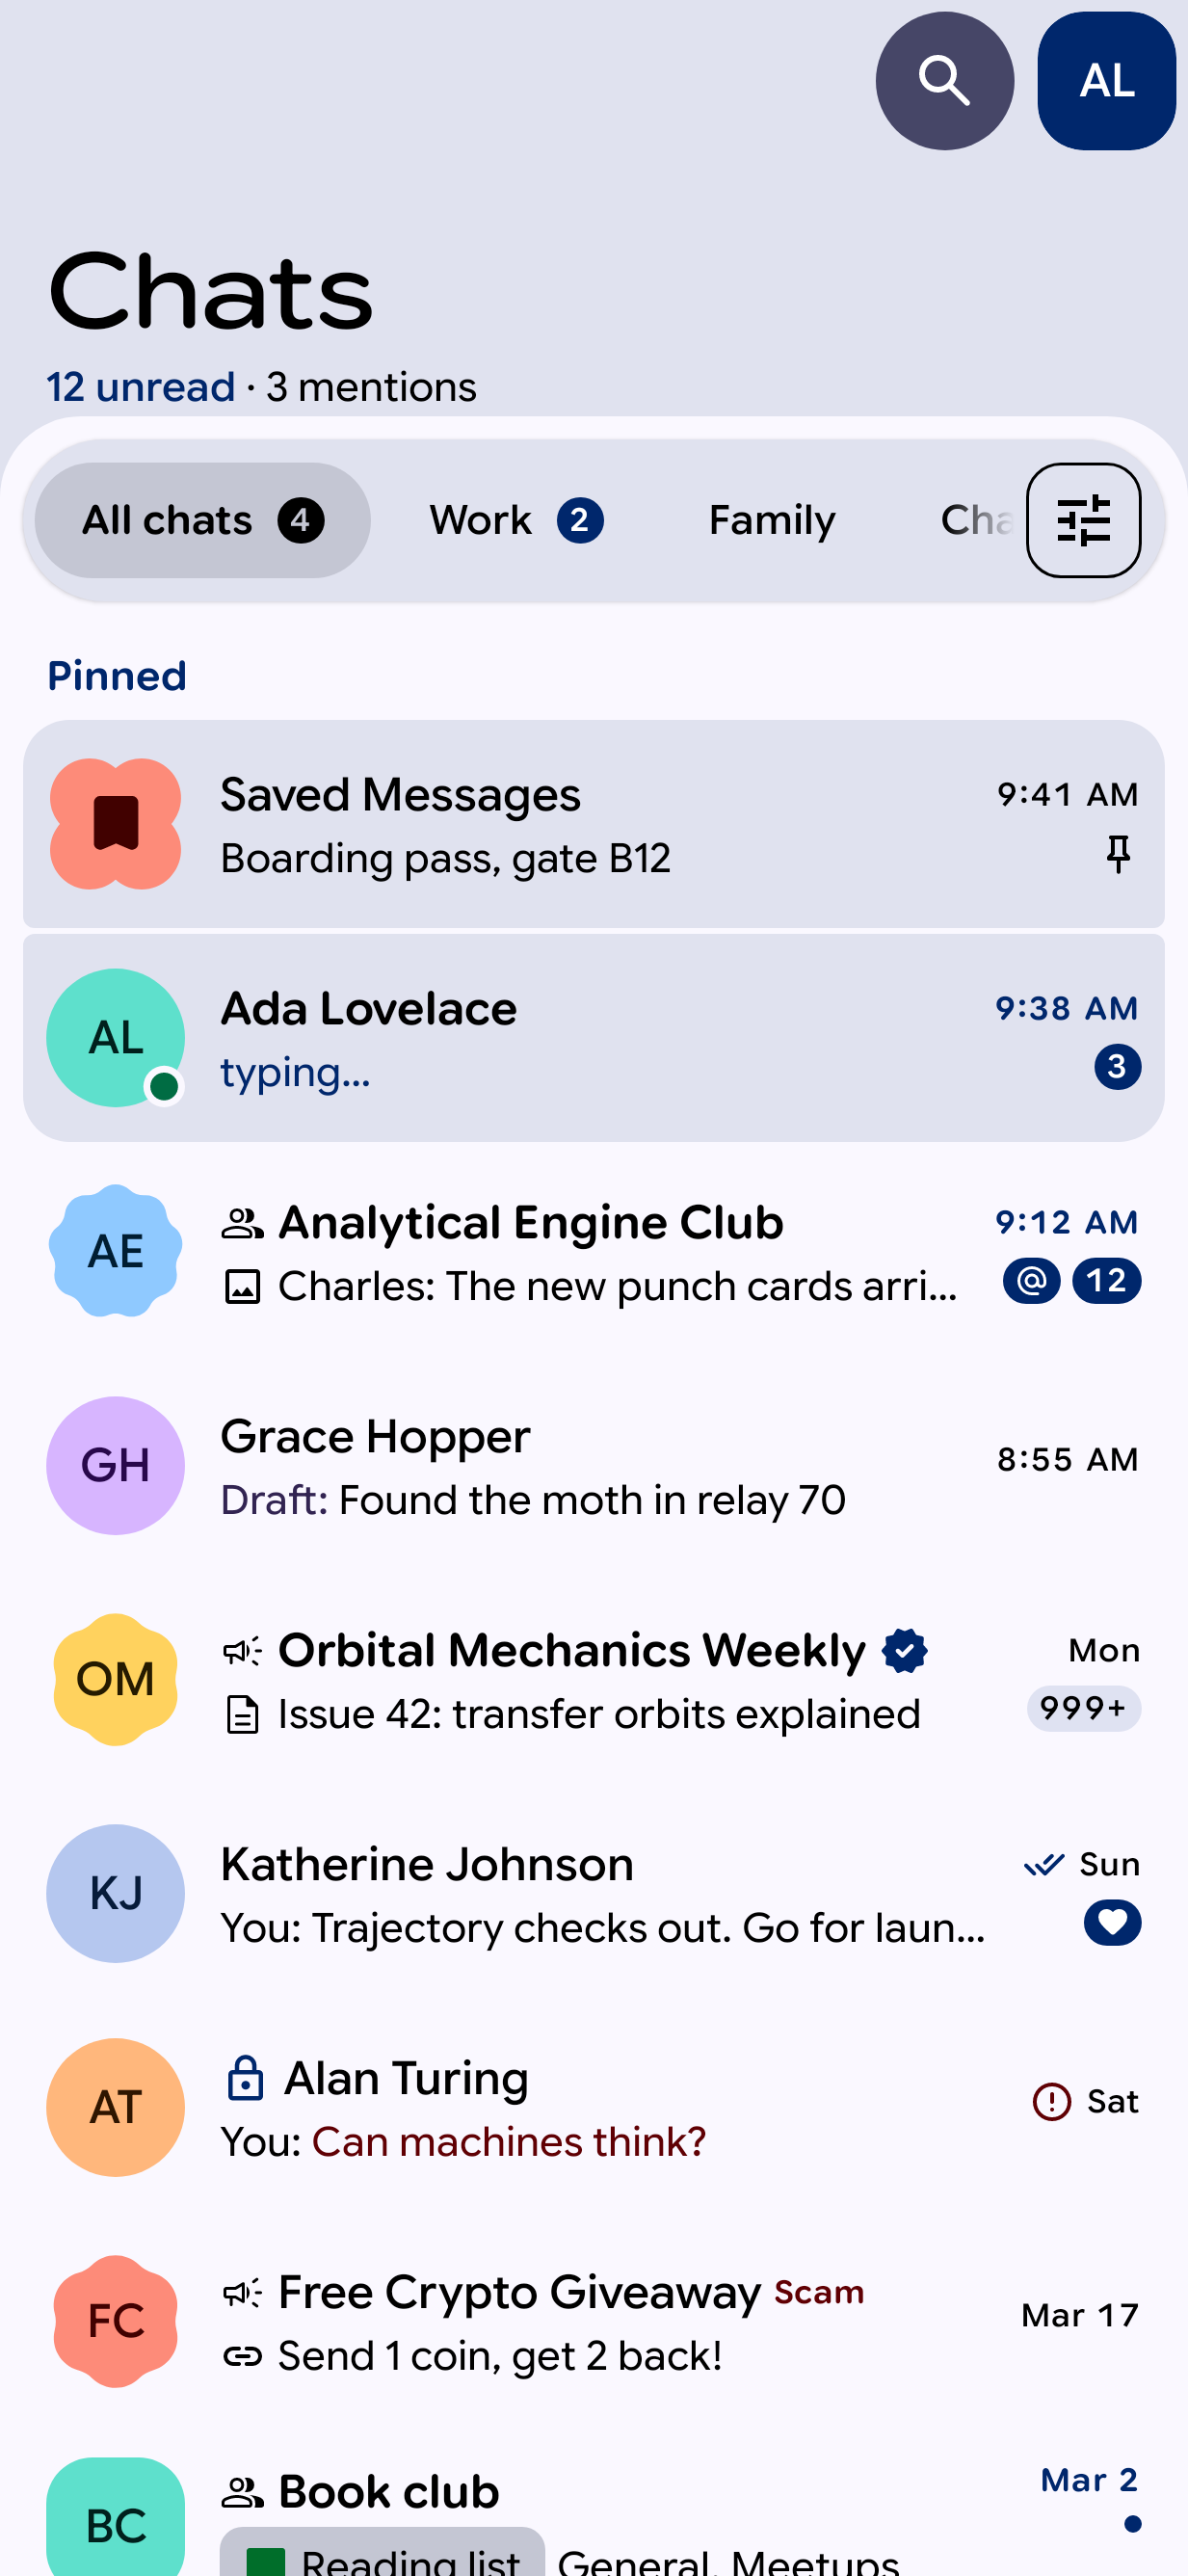 AL
Chats
12 unread · 3 mentions
All chats 4 Work 2 Family Cha
Pinned
Saved Messages 9:41 AM
Boarding pass, gate B12
AL Ada Lovelace 9:38 AM
typing... 3
AE Analytical Engine Club 9:12 AM
Charles: The new punch cards arri... @ 12
GH Grace Hopper 8:55 AM
Draft: Found the moth in relay 70
OM Orbital Mechanics Weekly Mon
Issue 42: transfer orbits explained 999+
KJ Katherine Johnson Sun
You: Trajectory checks out. Go for laun...
AT Alan Turing Sat
You: Can machines think?
FC Free Crypto Giveaway Scam Mar 17
Send 1 coin, get 2 back!
BC Book club Mar 2
Reading list General, Meetups